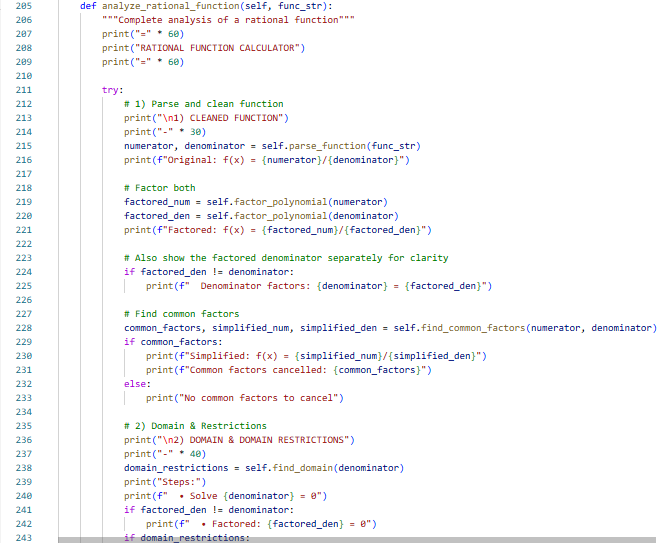 205 def analyze_rational_function(self, func_str):
206 """Complete analysis of a rational function"""
207 print("=" * 60)
208 print("RATIONAL FUNCTION CALCULATOR")
209 print("=" * 60)
210
211 try:
212 # 1) Parse and clean function
213 print("\n1) CLEANED FUNCTION")
214 print("-" * 30)
215 numerator, denominator = self.parse_function(func_str)
216 print(f"Original: f(x) = {numerator}/{denominator}")
217
218 # Factor both
219 factored_num = self.factor_polynomial(numerator)
220 factored_den = self.factor_polynomial(denominator)
221 print(f"Factored: f(x) = {factored_num}/{factored_den}")
222
223 # Also show the factored denominator separately for clarity
224 if factored_den != denominator:
225 print(f"  Denominator factors: {denominator} = {factored_den}")
226
227 # Find common factors
228 common_factors, simplified_num, simplified_den = self.find_common_factors(numerator, denominator)
229 if common_factors:
230 print(f"Simplified: f(x) = {simplified_num}/{simplified_den}")
231 print(f"Common factors cancelled: {common_factors}")
232 else:
233 print("No common factors to cancel")
234
235 # 2) Domain & Restrictions
236 print("\n2) DOMAIN & DOMAIN RESTRICTIONS")
237 print("-" * 40)
238 domain_restrictions = self.find_domain(denominator)
239 print("Steps:")
240 print(f"  • Solve {denominator} = 0")
241 if factored_den != denominator:
242 print(f"  • Factored: {factored_den} = 0")
243 if domain_restrictions: